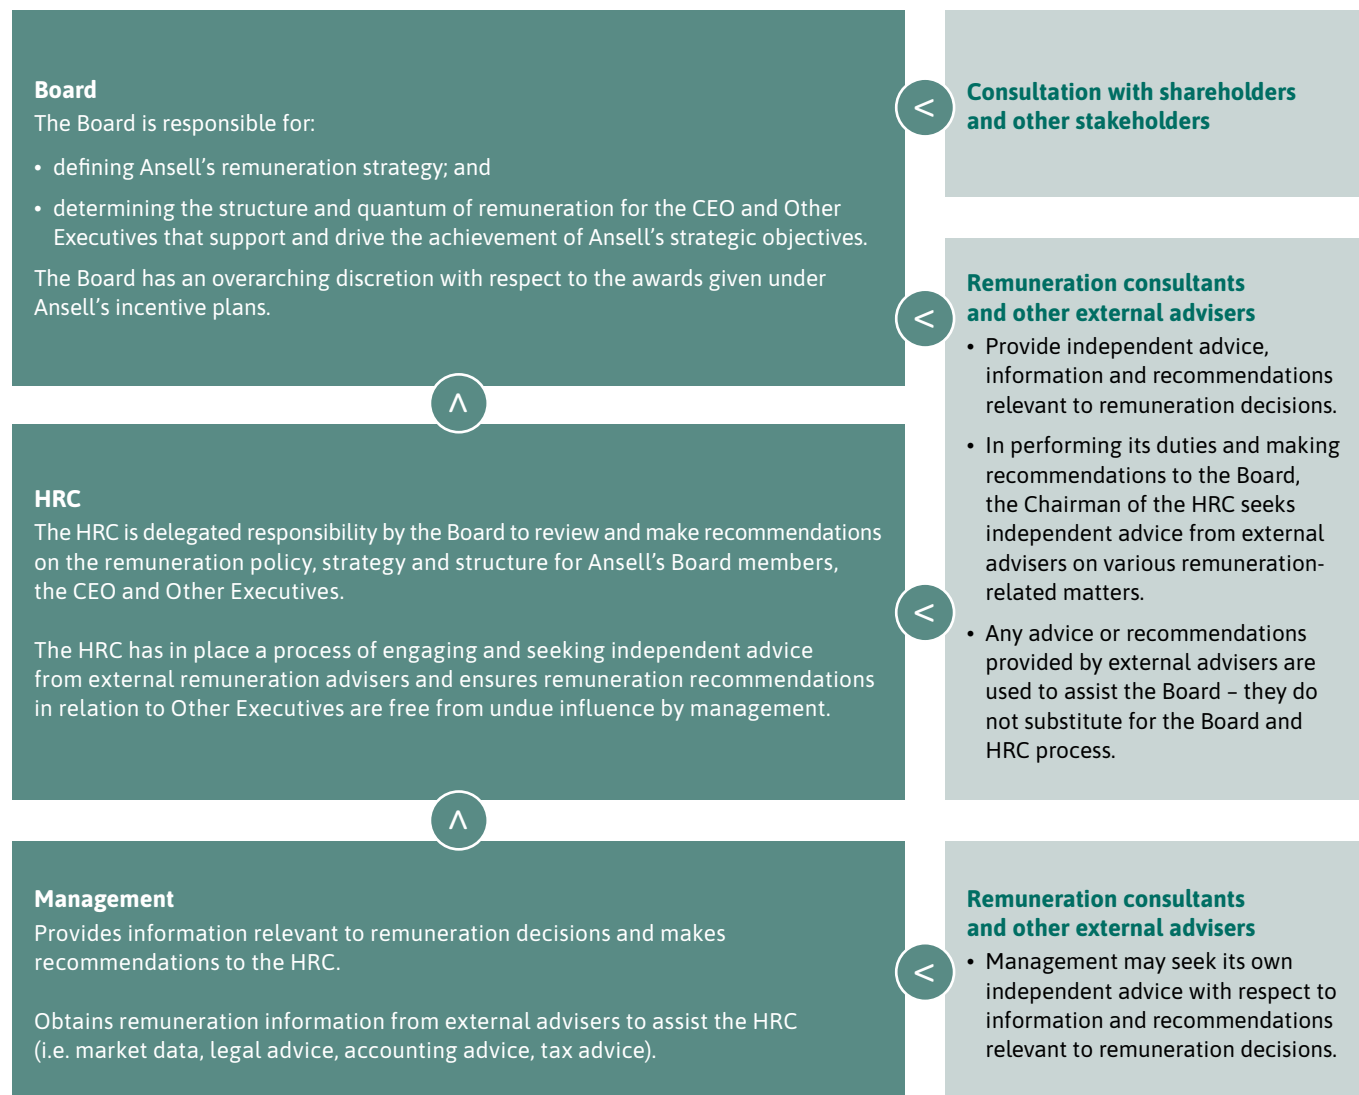 Board
The Board is responsible for:
• defining Ansell’s remuneration strategy; and
• determining the structure and quantum of remuneration for the CEO and Other
Executives that support and drive the achievement of Ansell’s strategic objectives.
The Board has an overarching discretion with respect to the awards given under
Ansell’s incentive plans.
<
Consultation with shareholders
and other stakeholders
<
Remuneration consultants
and other external advisers
• Provide independent advice,
information and recommendations
relevant to remuneration decisions.
• In performing its duties and making
recommendations to the Board,
the Chairman of the HRC seeks
independent advice from external
advisers on various remuneration-
related matters.
• Any advice or recommendations
provided by external advisers are
used to assist the Board – they do
not substitute for the Board and
HRC process.
<
HRC
The HRC is delegated responsibility by the Board to review and make recommendations
on the remuneration policy, strategy and structure for Ansell’s Board members,
the CEO and Other Executives.
The HRC has in place a process of engaging and seeking independent advice
from external remuneration advisers and ensures remuneration recommendations
in relation to Other Executives are free from undue influence by management.
<
<
Management
Provides information relevant to remuneration decisions and makes
recommendations to the HRC.
Obtains remuneration information from external advisers to assist the HRC
(i.e. market data, legal advice, accounting advice, tax advice).
<
Remuneration consultants
and other external advisers
• Management may seek its own
independent advice with respect to
information and recommendations
relevant to remuneration decisions.